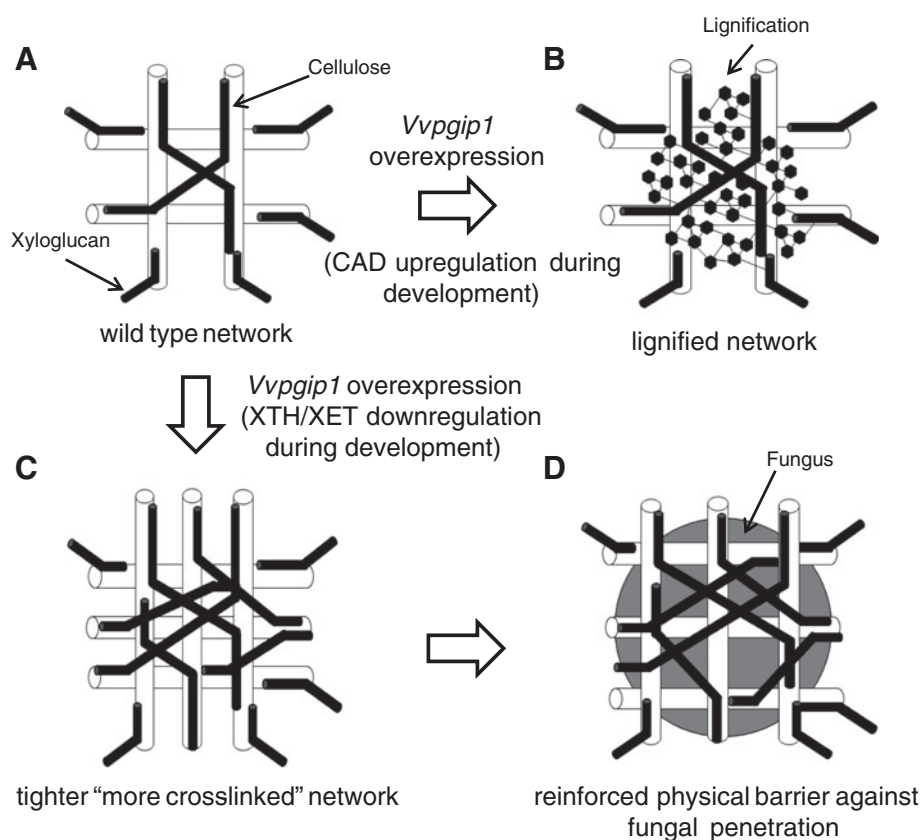 A
Cellulose
Xyloglucan
wild type network
Vvpgip1
overexpression
(CAD upregulation during
development)
B
Lignification
lignified network
Vvpgip1 overexpression
(XTH/XET downregulation
during development)
C
tighter “more crosslinked” network
D
Fungus
reinforced physical barrier against
fungal penetration